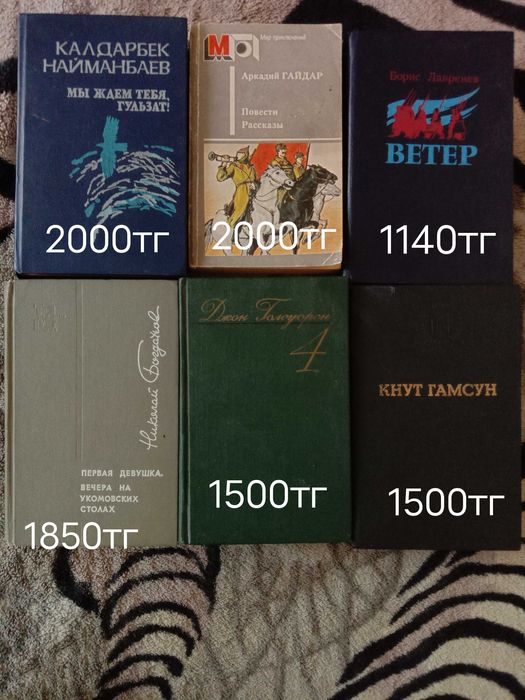 КАЛДАРБЕК
НАЙМАНБАЕВ
МЫ ЖДЕМ ТЕБЯ,
ГУЛЬЗАТ!
2000тг
М
Мир приключений
Аркадий ГАЙДАР
Повести
Рассказы
2000тг
Борис Лавренев
ВЕТЕР
1140тг
Николай Богданов
ПЕРВАЯ ДЕВУШКА.
ВЕЧЕРА НА
УКОМОВСКИХ
СТОЛАХ
1850тг
Джон Голсуорси
4
1500тг
КНУТ ГАМСУН
1500тг